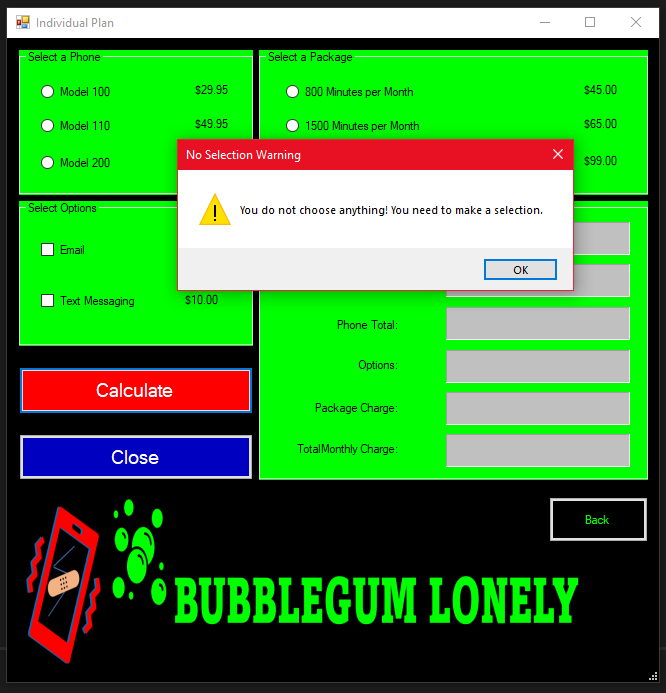 Individual Plan
Select a Phone
Model 100 $29.95
Model 110 $49.95
Model 200
Select a Package
800 Minutes per Month $45.00
1500 Minutes per Month $65.00
$99.00
No Selection Warning
You do not choose anything! You need to make a selection.
OK
Select Options
Email
Text Messaging $10.00
Phone Total:
Options:
Package Charge:
TotalMonthly Charge:
Calculate
Close
Back
BUBBLEGUM LONELY